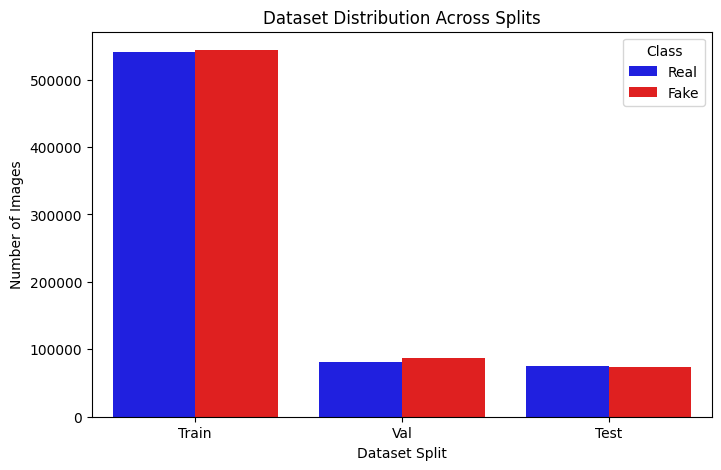 Dataset Distribution Across Splits
Class
Real
Fake
Number of Images
500000
400000
300000
200000
100000
0
Train
Val
Test
Dataset Split